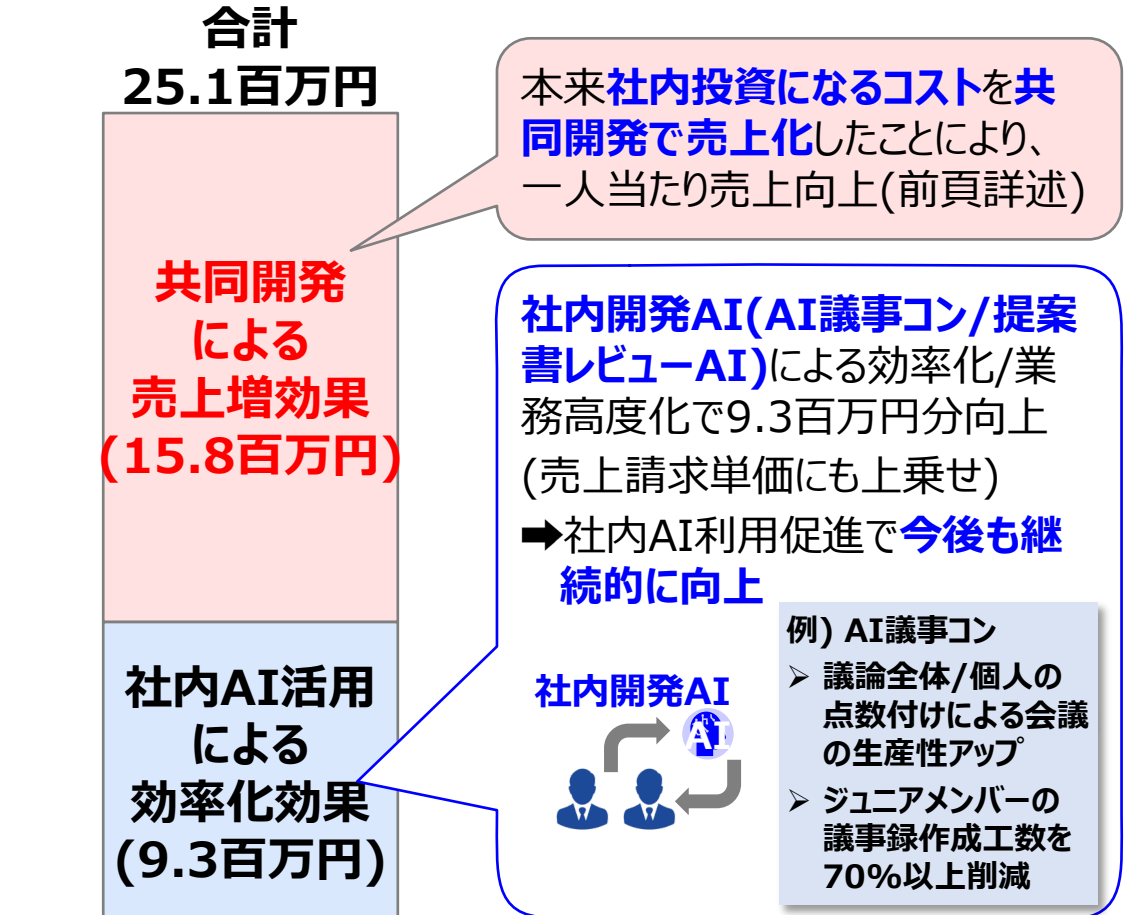 合計
25.1百万円
共同開発
による
売上増効果
(15.8百万円)
社内AI活用
による
効率化効果
(9.3百万円)
本来社内投資になるコストを共
同開発で売上化したことにより、
一人当たり売上向上(前頁詳述)
社内開発AI(AI議事コン/提案
書レビューAI)による効率化/業
務高度化で9.3百万円分向上
(売上請求単価にも上乗せ)
➡社内AI利用促進で今後も継
続的に向上
社内開発AI
AI
例) AI議事コン
➢ 議論全体/個人の
点数付けによる会議
の生産性アップ
➢ ジュニアメンバーの
議事録作成工数を
70%以上削減